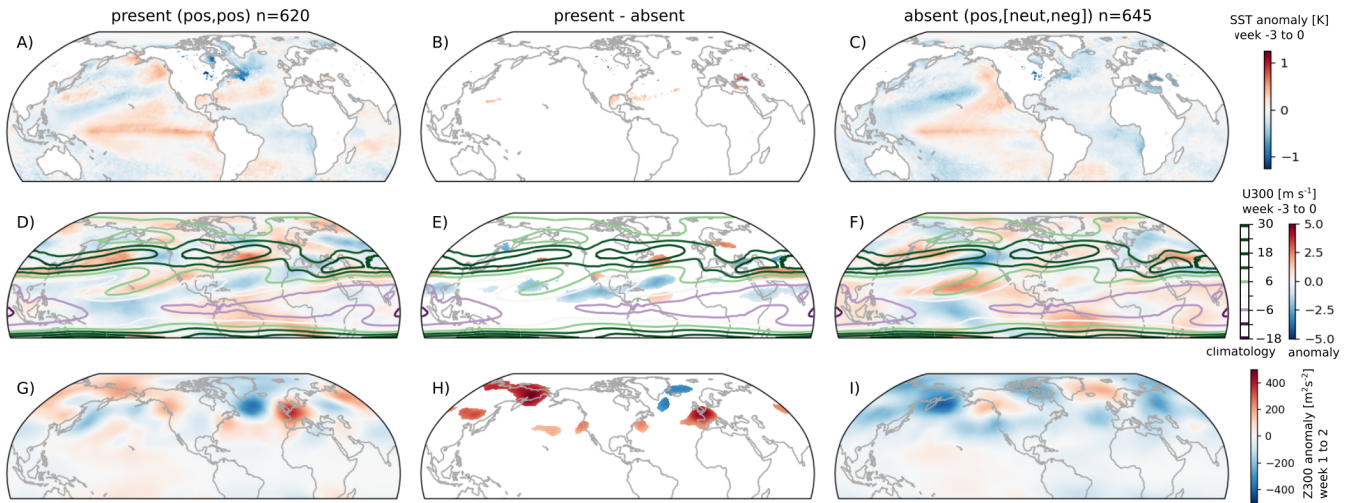 present (pos,pos) n=620
present - absent
absent (pos,[neut,neg]) n=645
SST anomaly [K]
week -3 to 0
A)
B)
C)
1
0
−1
U300 [m s⁻¹]
week -3 to 0
D)
E)
F)
30
18
6
−6
−18
5.0
2.5
0.0
−2.5
−5.0
climatology
anomaly
G)
H)
I)
400
200
0
−200
−400
Z300 anomaly [m²s⁻²]
week 1 to 2